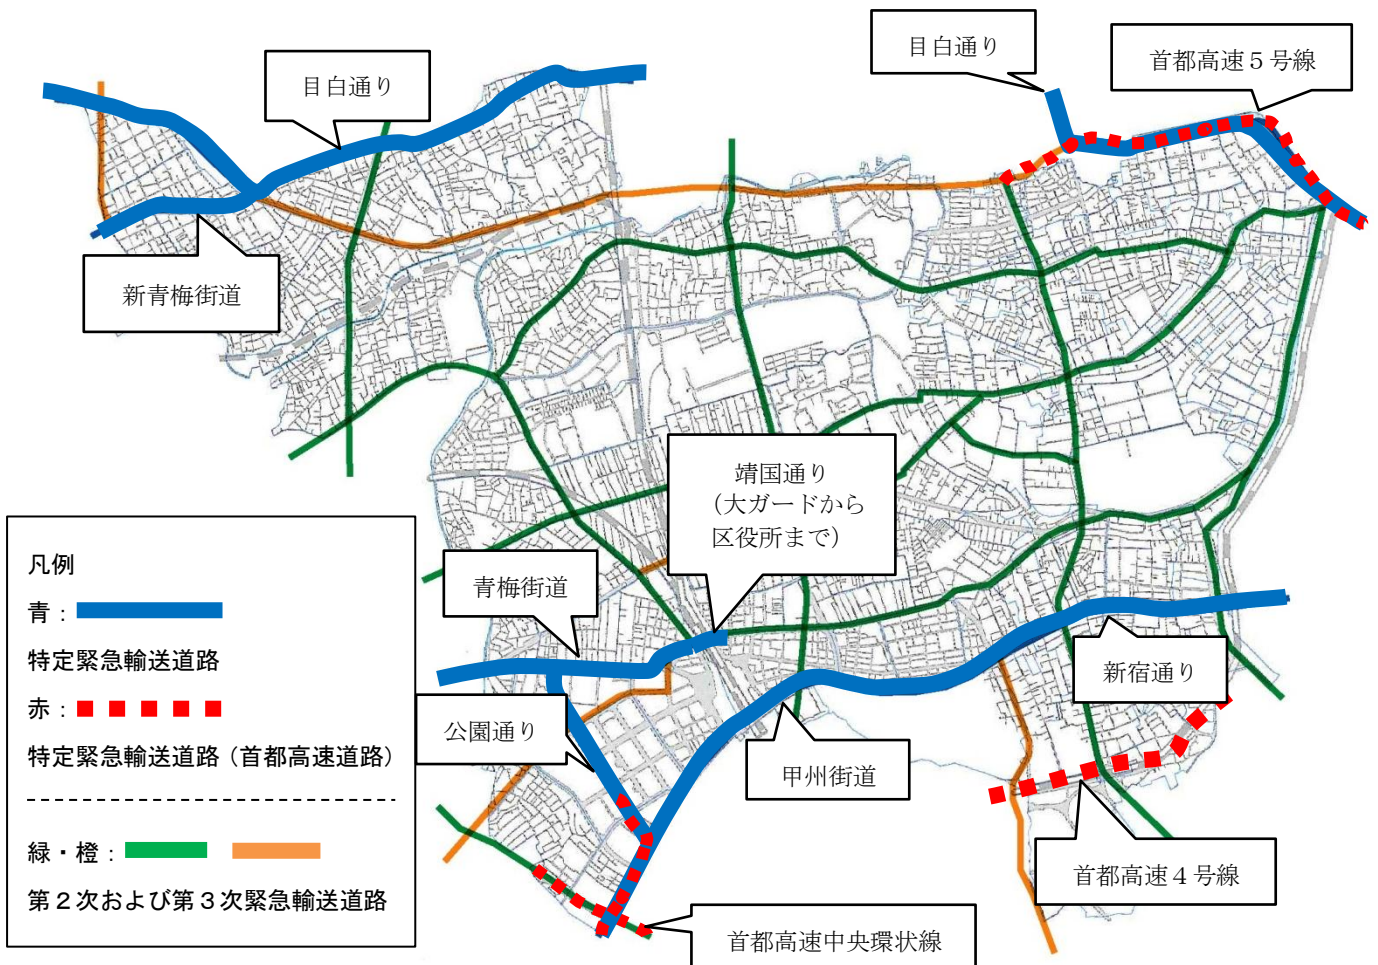 目白通り
首都高速５号線
目白通り
新青梅街道
靖国通り
（大ガードから
区役所まで）
青梅街道
新宿通り
公園通り
甲州街道
首都高速４号線
首都高速中央環状線
凡例
青：
特定緊急輸送道路
赤：
特定緊急輸送道路（首都高速道路）
緑・橙：
第２次および第３次緊急輸送道路